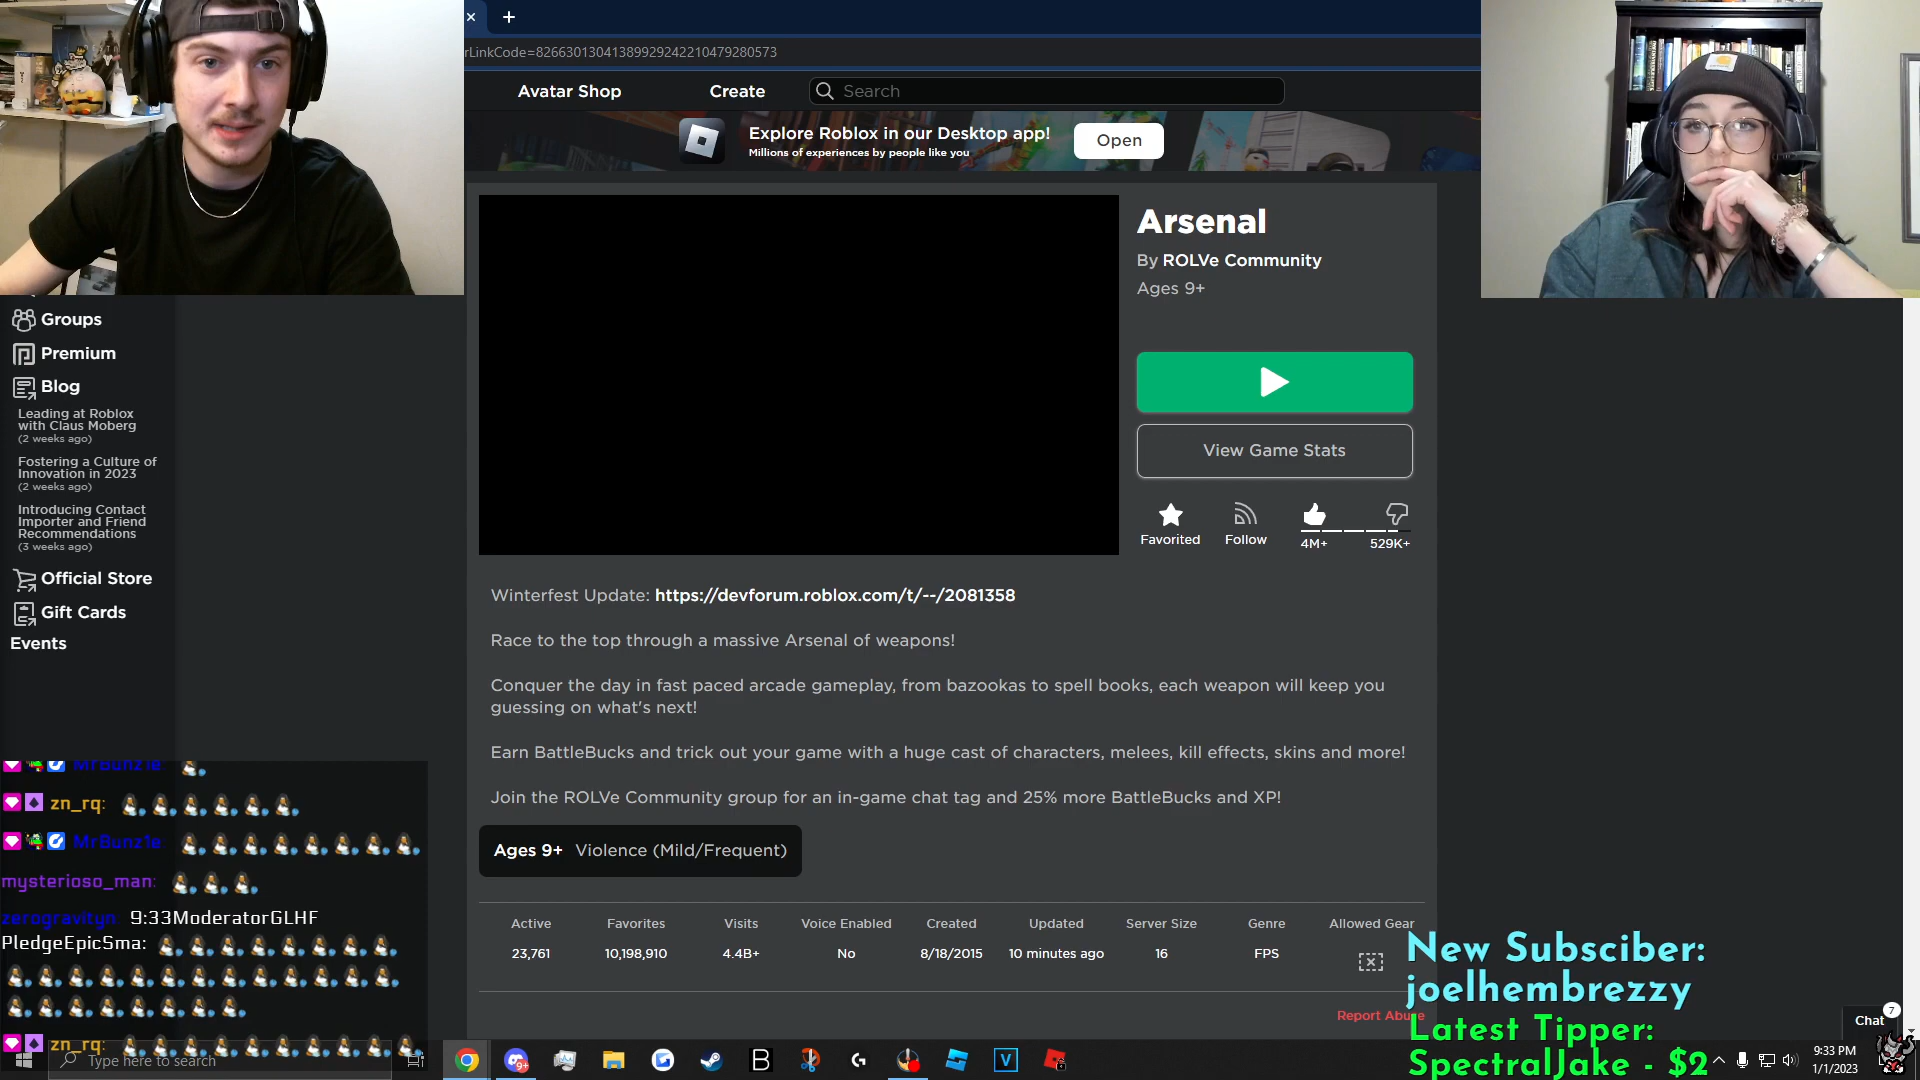 rLinkCode=82663013041389929242210479280573
Avatar Shop
Create
Search
Explore Roblox in our Desktop app!
Millions of experiences by people like you
Open
Arsenal
By ROLVe Community
Ages 9+
View Game Stats
Favorited
Follow
4M+
529K+
Groups
Premium
Blog
Leading at Roblox
with Claus Moberg
(2 weeks ago)
Fostering a Culture of
Innovation in 2023
(2 weeks ago)
Introducing Contact
Importer and Friend
Recommendations
(3 weeks ago)
Official Store
Gift Cards
Events
Winterfest Update: https://devforum.roblox.com/t/--/2081358
Race to the top through a massive Arsenal of weapons!
Conquer the day in fast paced arcade gameplay, from bazookas to spell books, each weapon will keep you
guessing on what's next!
Earn BattleBucks and trick out your game with a huge cast of characters, melees, kill effects, skins and more!
Join the ROLVe Community group for an in-game chat tag and 25% more BattleBucks and XP!
Ages 9+ Violence (Mild/Frequent)
Active Favorites Visits Voice Enabled Created Updated Server Size Genre Allowed Gear
23,761 10,198,910 4.4B+ No 8/18/2015 10 minutes ago 16 FPS
Report Abuse
MrBunz1e:
zn_rq:
MrBunz1e:
mysterioso_man:
zerogravityn: 9:33ModeratorGLHF
PledgeEpicSma:
zn_rq:
New Subsciber:
joelhembrezzy
Latest Tipper:
SpectralJake - $2
Chat
7
Type here to search
9+
B
V
9:33 PM
1/1/2023